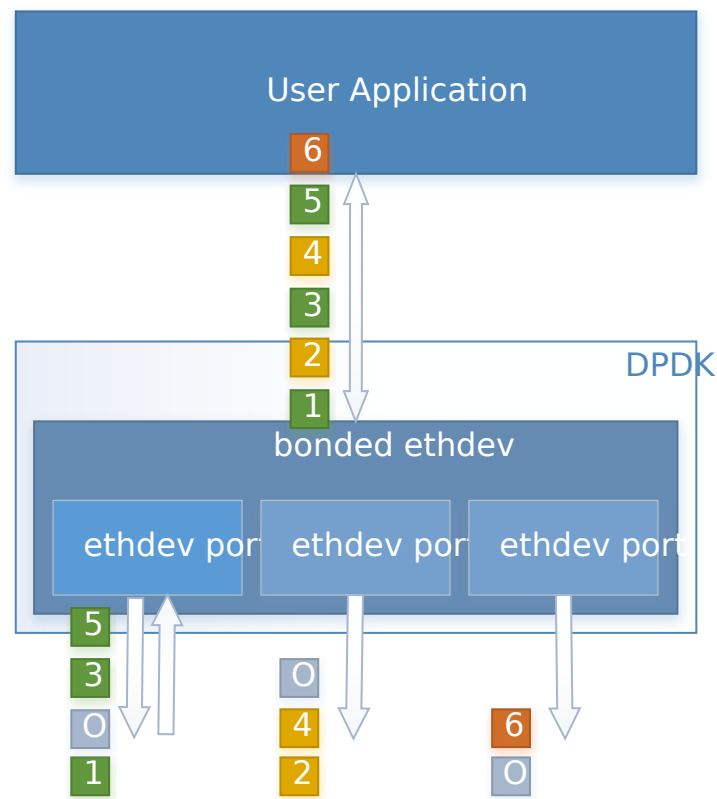 User Application
6
5
4
3
2
DPDK
1
bonded ethdev
ethdev port
ethdev port
ethdev port
5
3
O
O
O
4
6
1
2
O